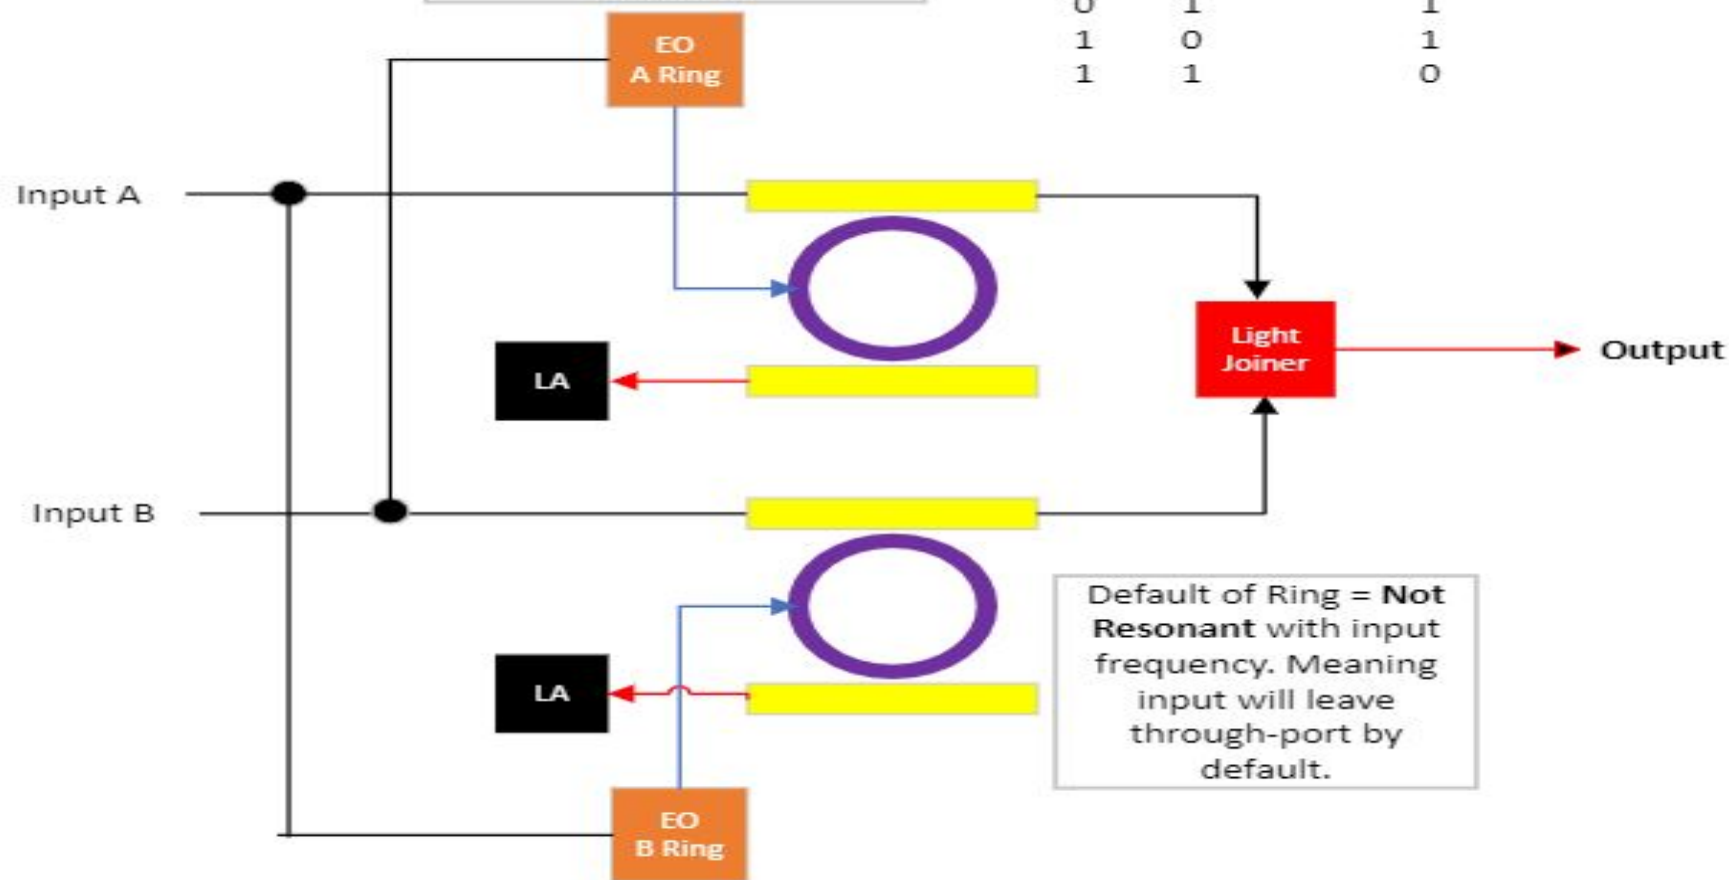 0 1 1
1 0 1
1 1 0
EO
A Ring
Input A
Light
Joiner
Output
LA
Input B
Default of Ring = Not
Resonant with input
frequency. Meaning
input will leave
through-port by
default.
LA
EO
B Ring